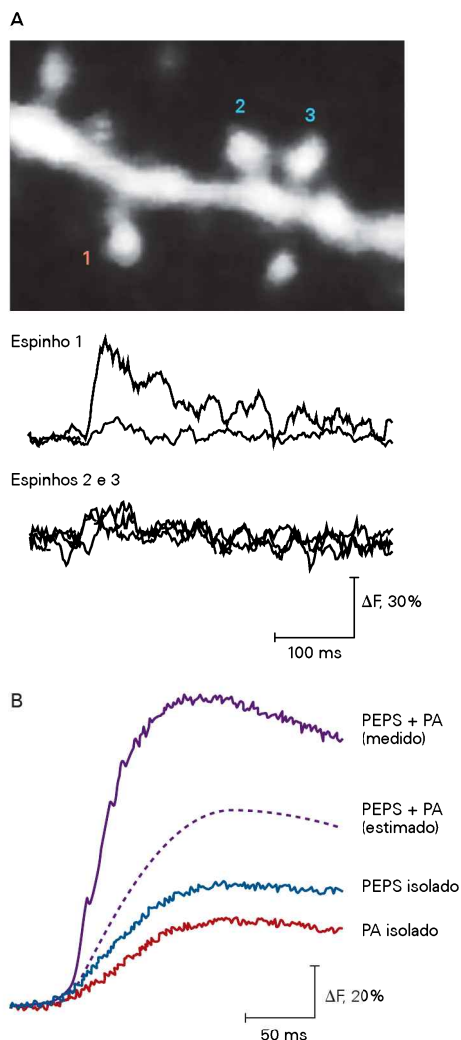 A
2
3
1
Espinho 1
Espinhos 2 e 3
ΔF, 30%
100 ms
B
PEPS + PA
(medido)
PEPS + PA
(estimado)
PEPS isolado
PA isolado
ΔF, 20%
50 ms